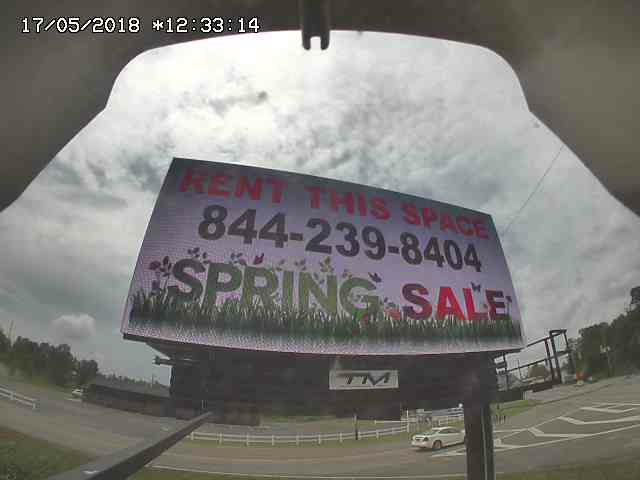 17/05/2018 *12:33:14
RENT THIS SPACE
844-239-8404
SPRING SALE
TM